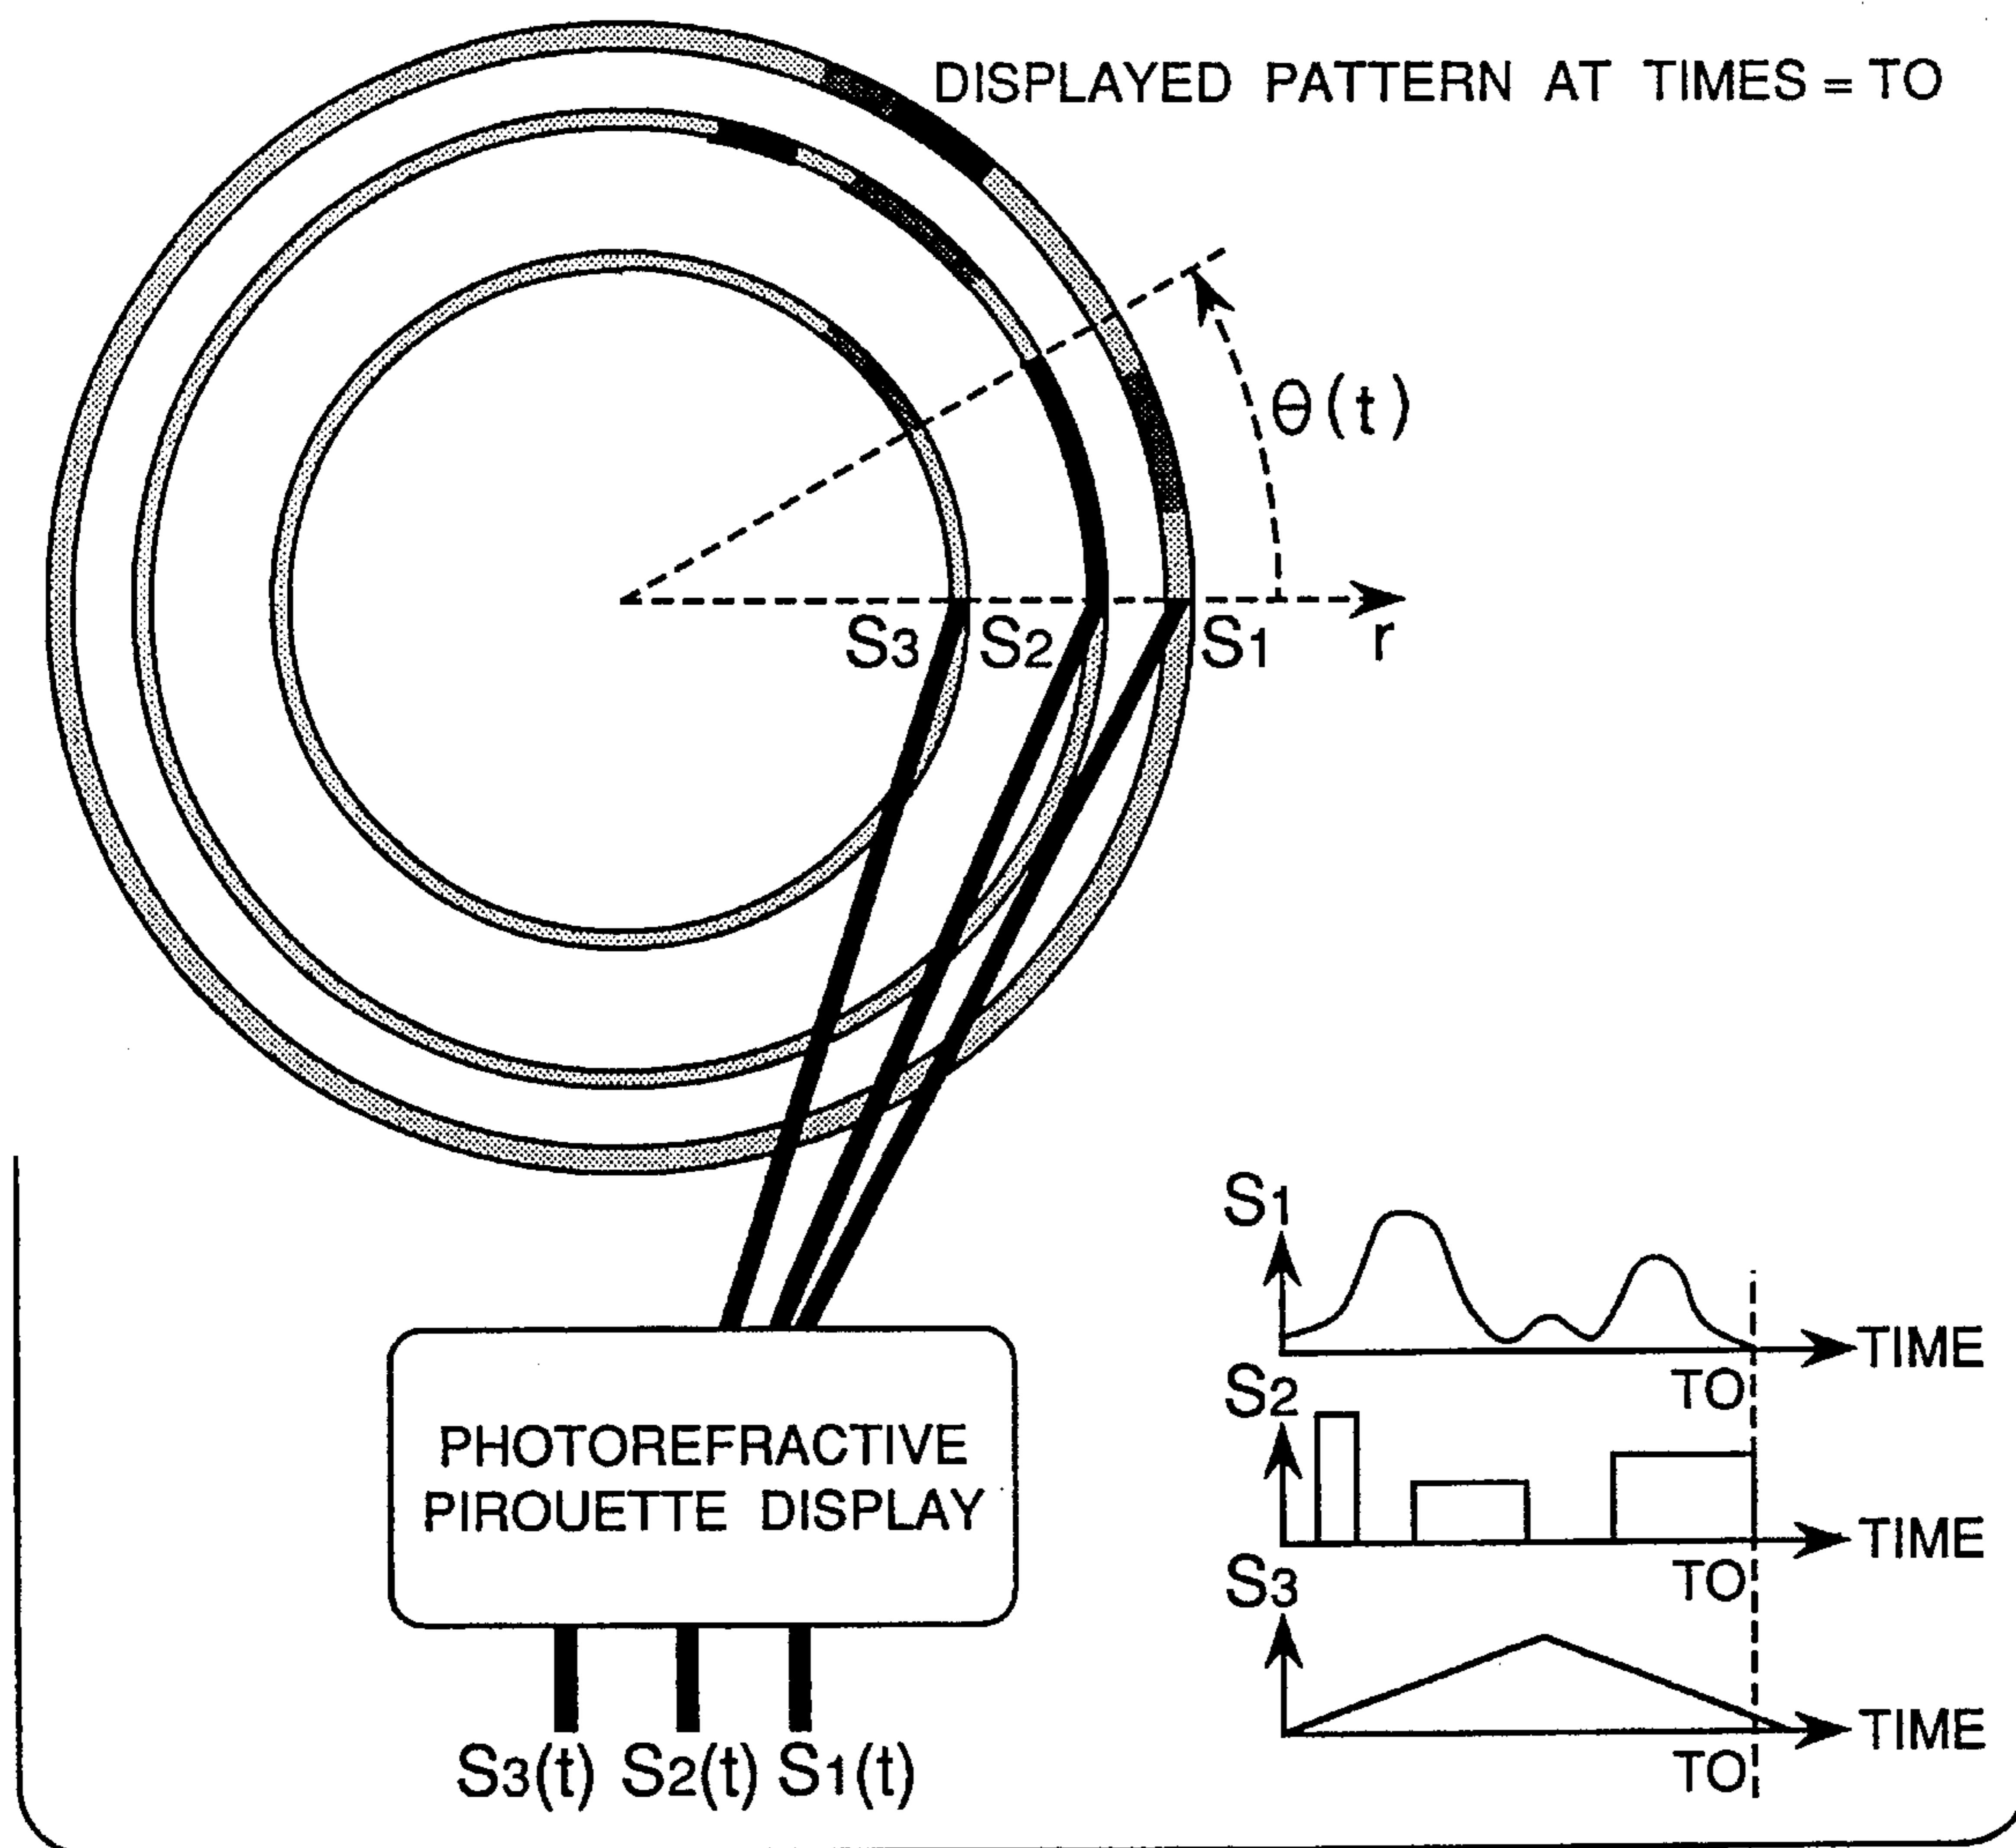 DISPLAYED PATTERN AT TIMES = TO
θ(t)
S3 S2 S1 r
S1
TIME
TO
S2
TIME
TO
S3
TIME
TO
PHOTOREFRACTIVE
PIROUETTE DISPLAY
S3(t) S2(t) S1(t)